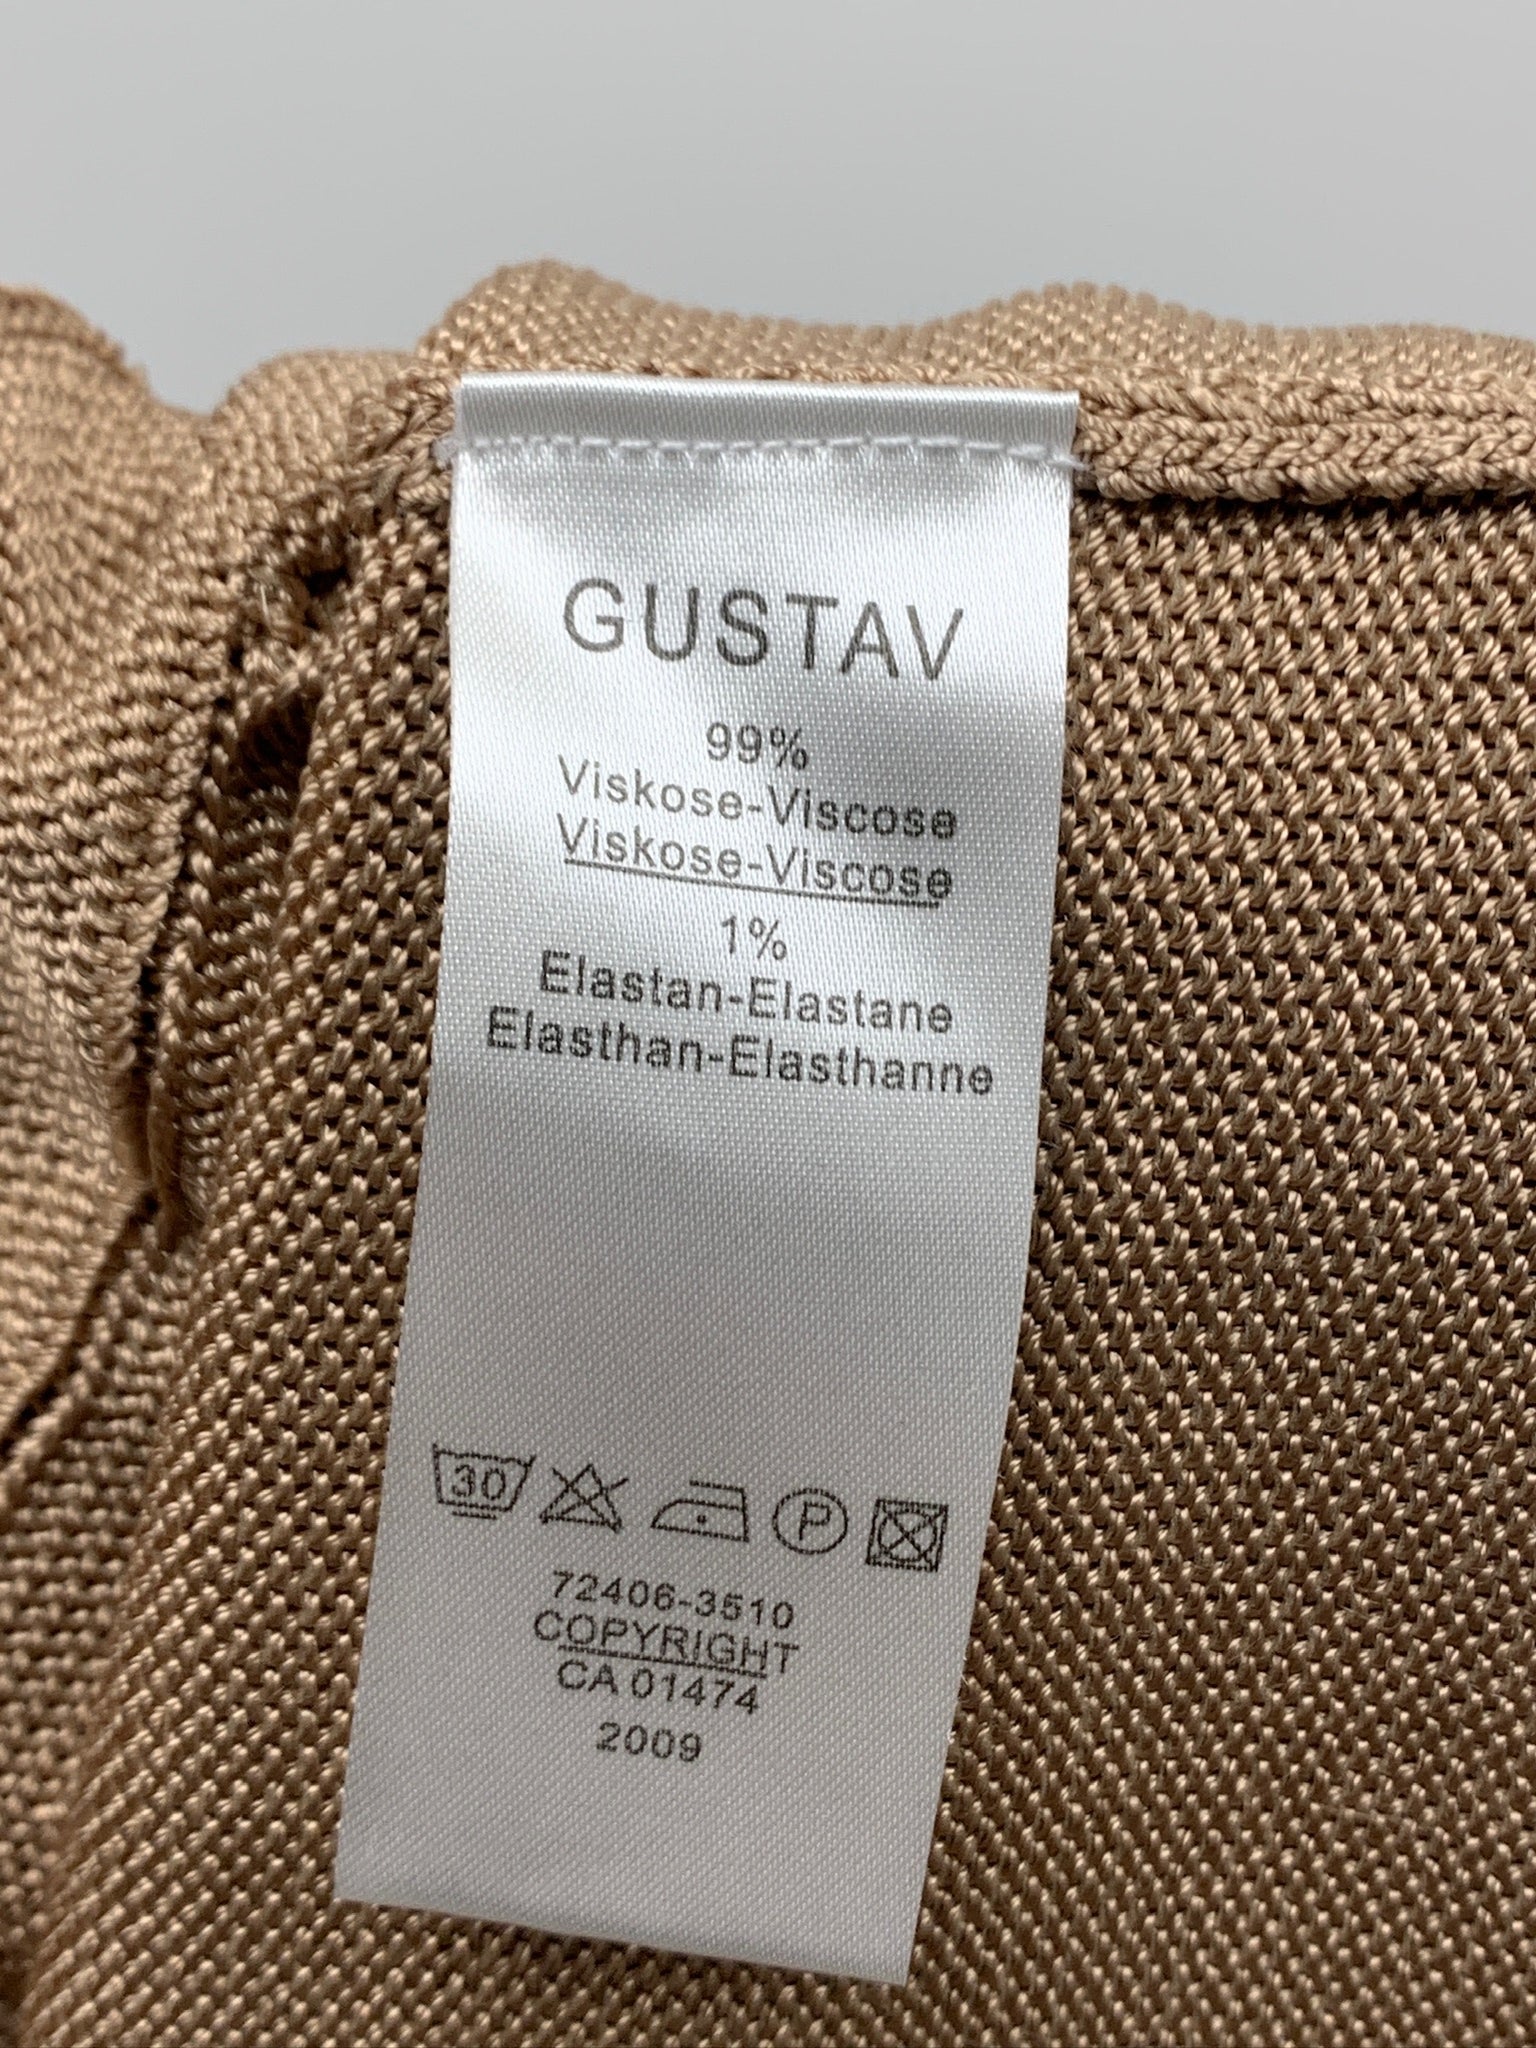 GUSTAV
99%
Viskose-Viscose
Viskose-Viscose
1%
Elastan-Elastane
Elasthan-Elasthanne
30 P
72406-3510
COPYRIGHT
CA 01474
2009